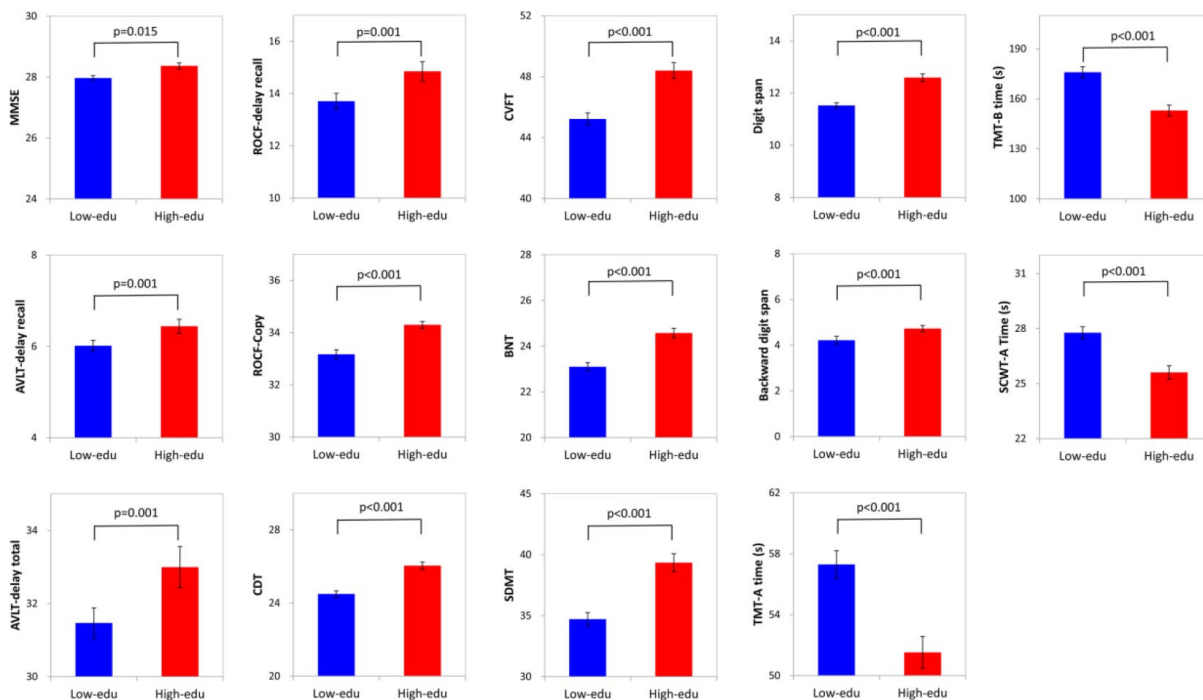 MMSE
30
28
26
24
p=0.015
Low-edu High-edu
ROCF-delay recall
16
14
12
10
p=0.001
Low-edu High-edu
CVFT
52
48
44
40
p<0.001
Low-edu High-edu
Digit span
14
12
10
8
p<0.001
Low-edu High-edu
TMT-B time (s)
190
160
130
100
p<0.001
Low-edu High-edu
AVLT-delay recall
8
6
4
p=0.001
Low-edu High-edu
ROCF-Copy
36
34
32
30
p<0.001
Low-edu High-edu
BNT
28
26
24
22
20
p<0.001
Low-edu High-edu
Backward digit span
8
6
4
2
0
p<0.001
Low-edu High-edu
SCWT-A Time (s)
31
28
25
22
p<0.001
Low-edu High-edu
AVLT-delay total
34
32
30
p=0.001
Low-edu High-edu
CDT
28
24
20
p<0.001
Low-edu High-edu
SDMT
45
40
35
30
p<0.001
Low-edu High-edu
TMT-A time (s)
62
58
54
50
p<0.001
Low-edu High-edu